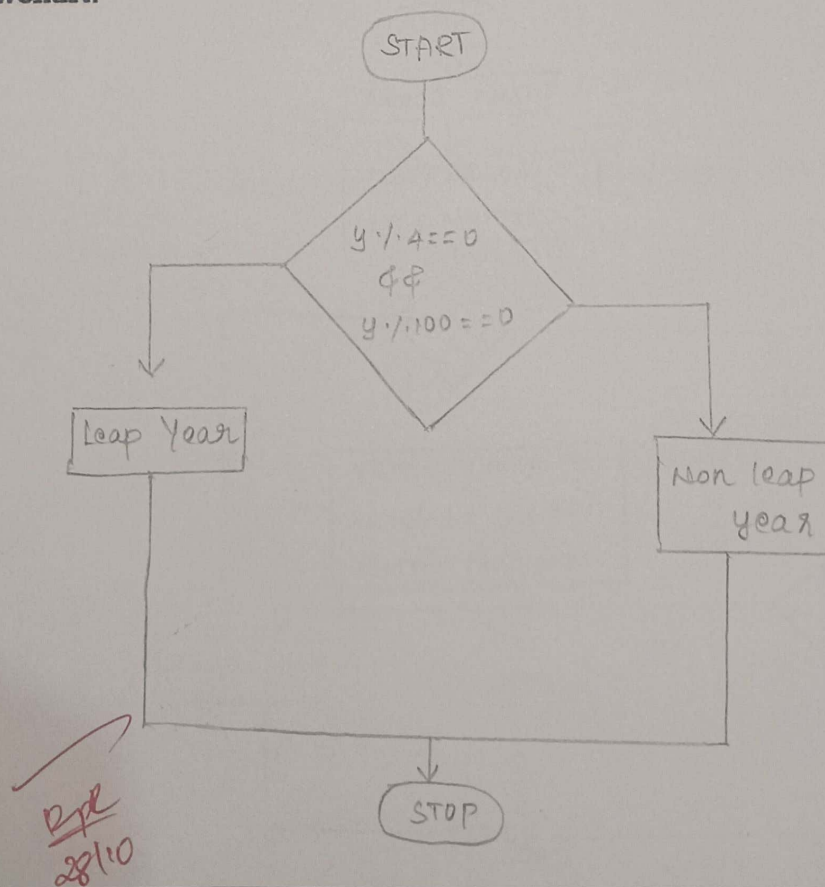 START
y % 4 == 0
&&
y % 100 == 0
Leap Year
Non leap
year
STOP
28/10